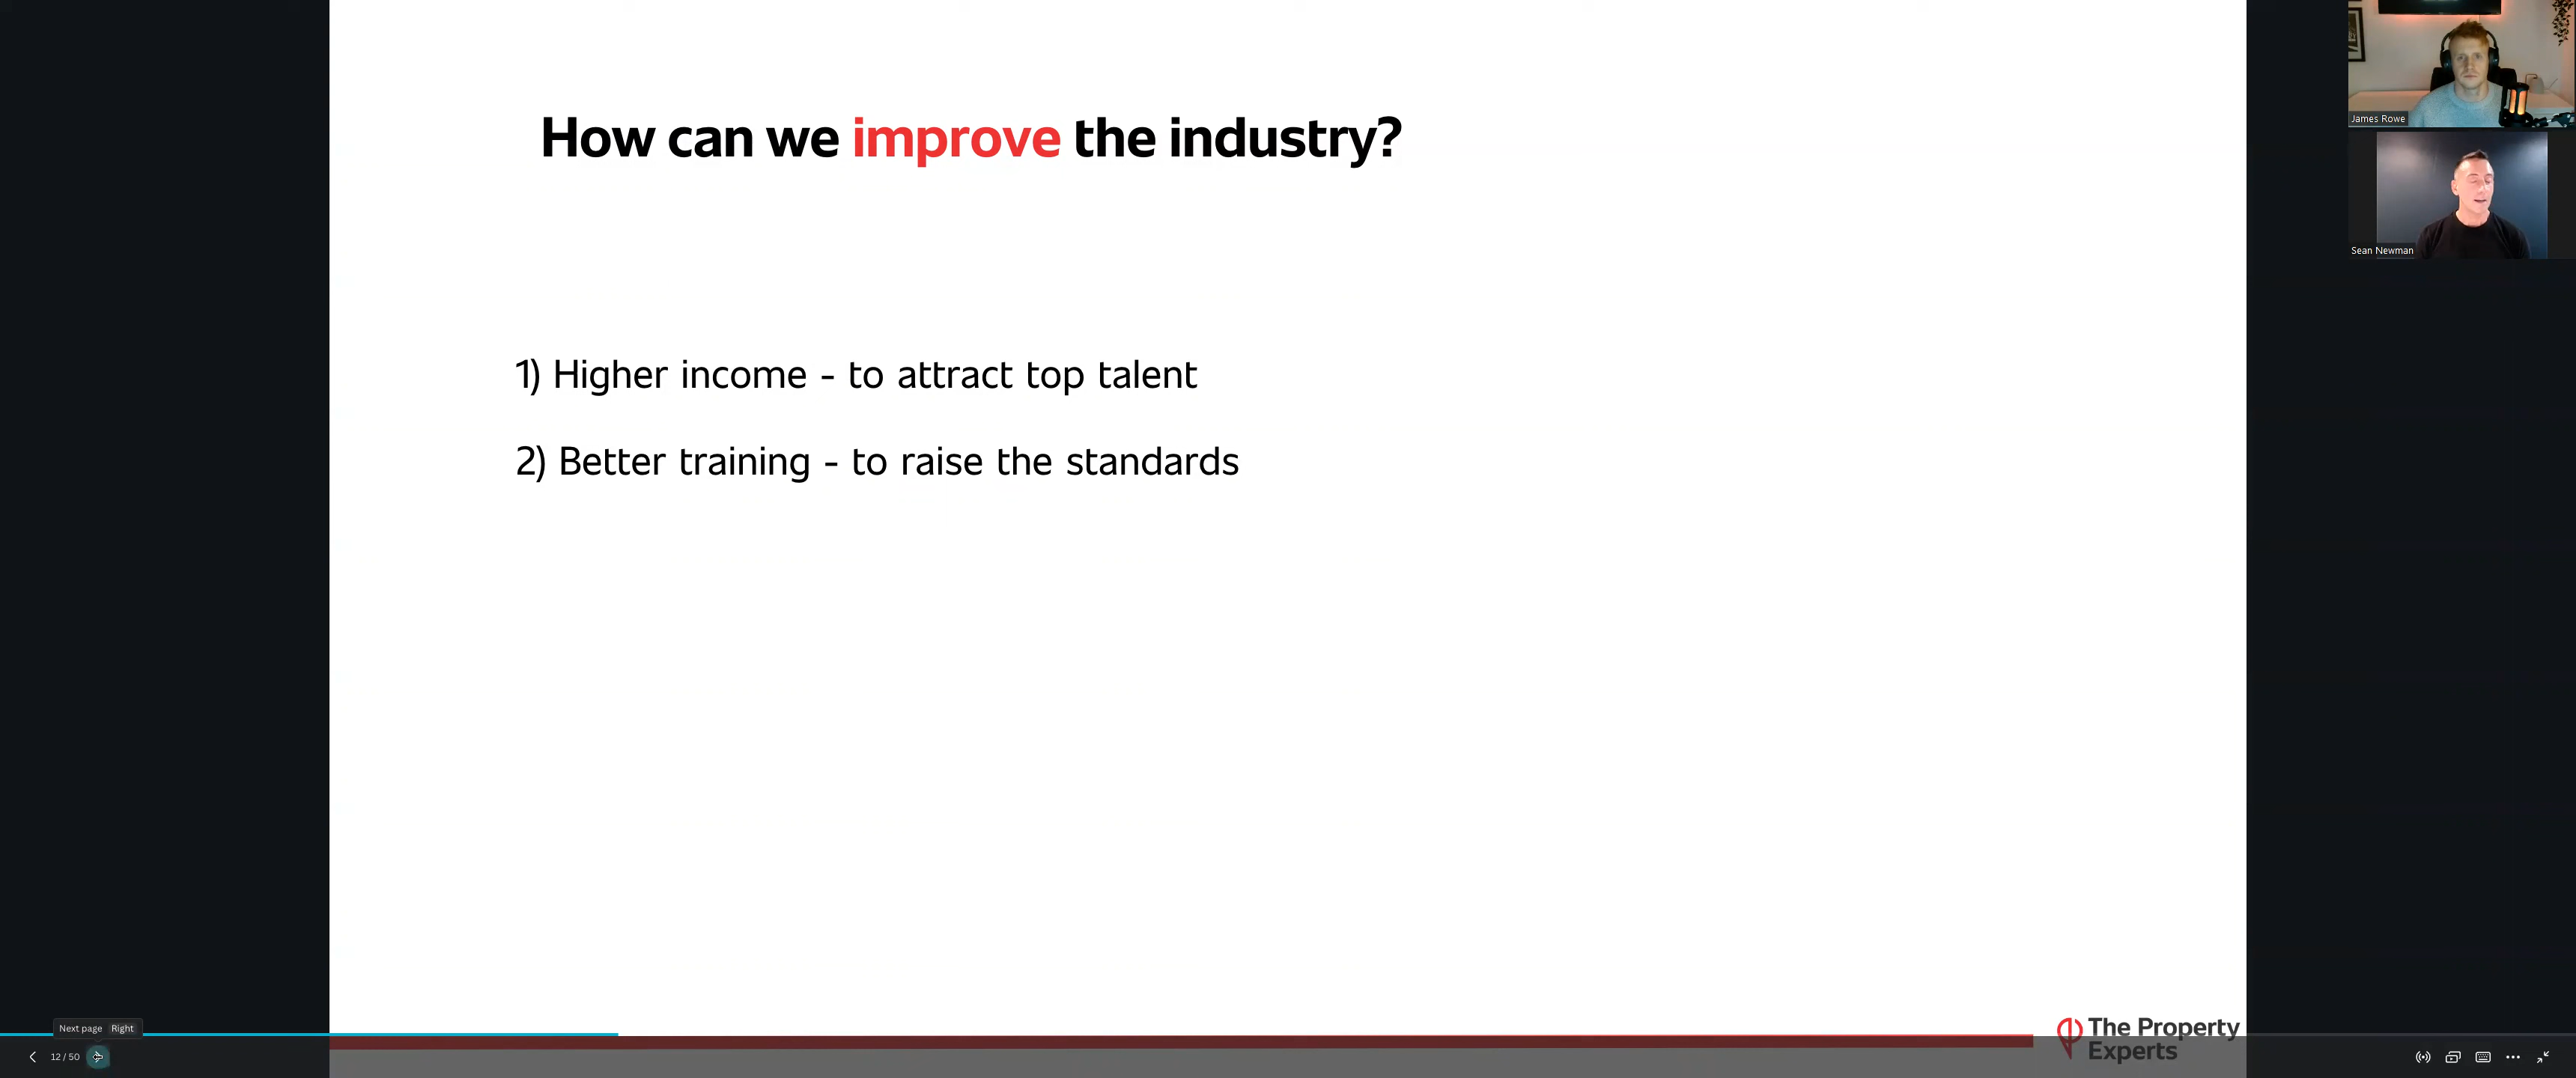 How can we improve the industry?
1) Higher income - to attract top talent
2) Better training - to raise the standards
James Rowe
Sean Newman
Next page Right
12 / 50
The Property
Experts